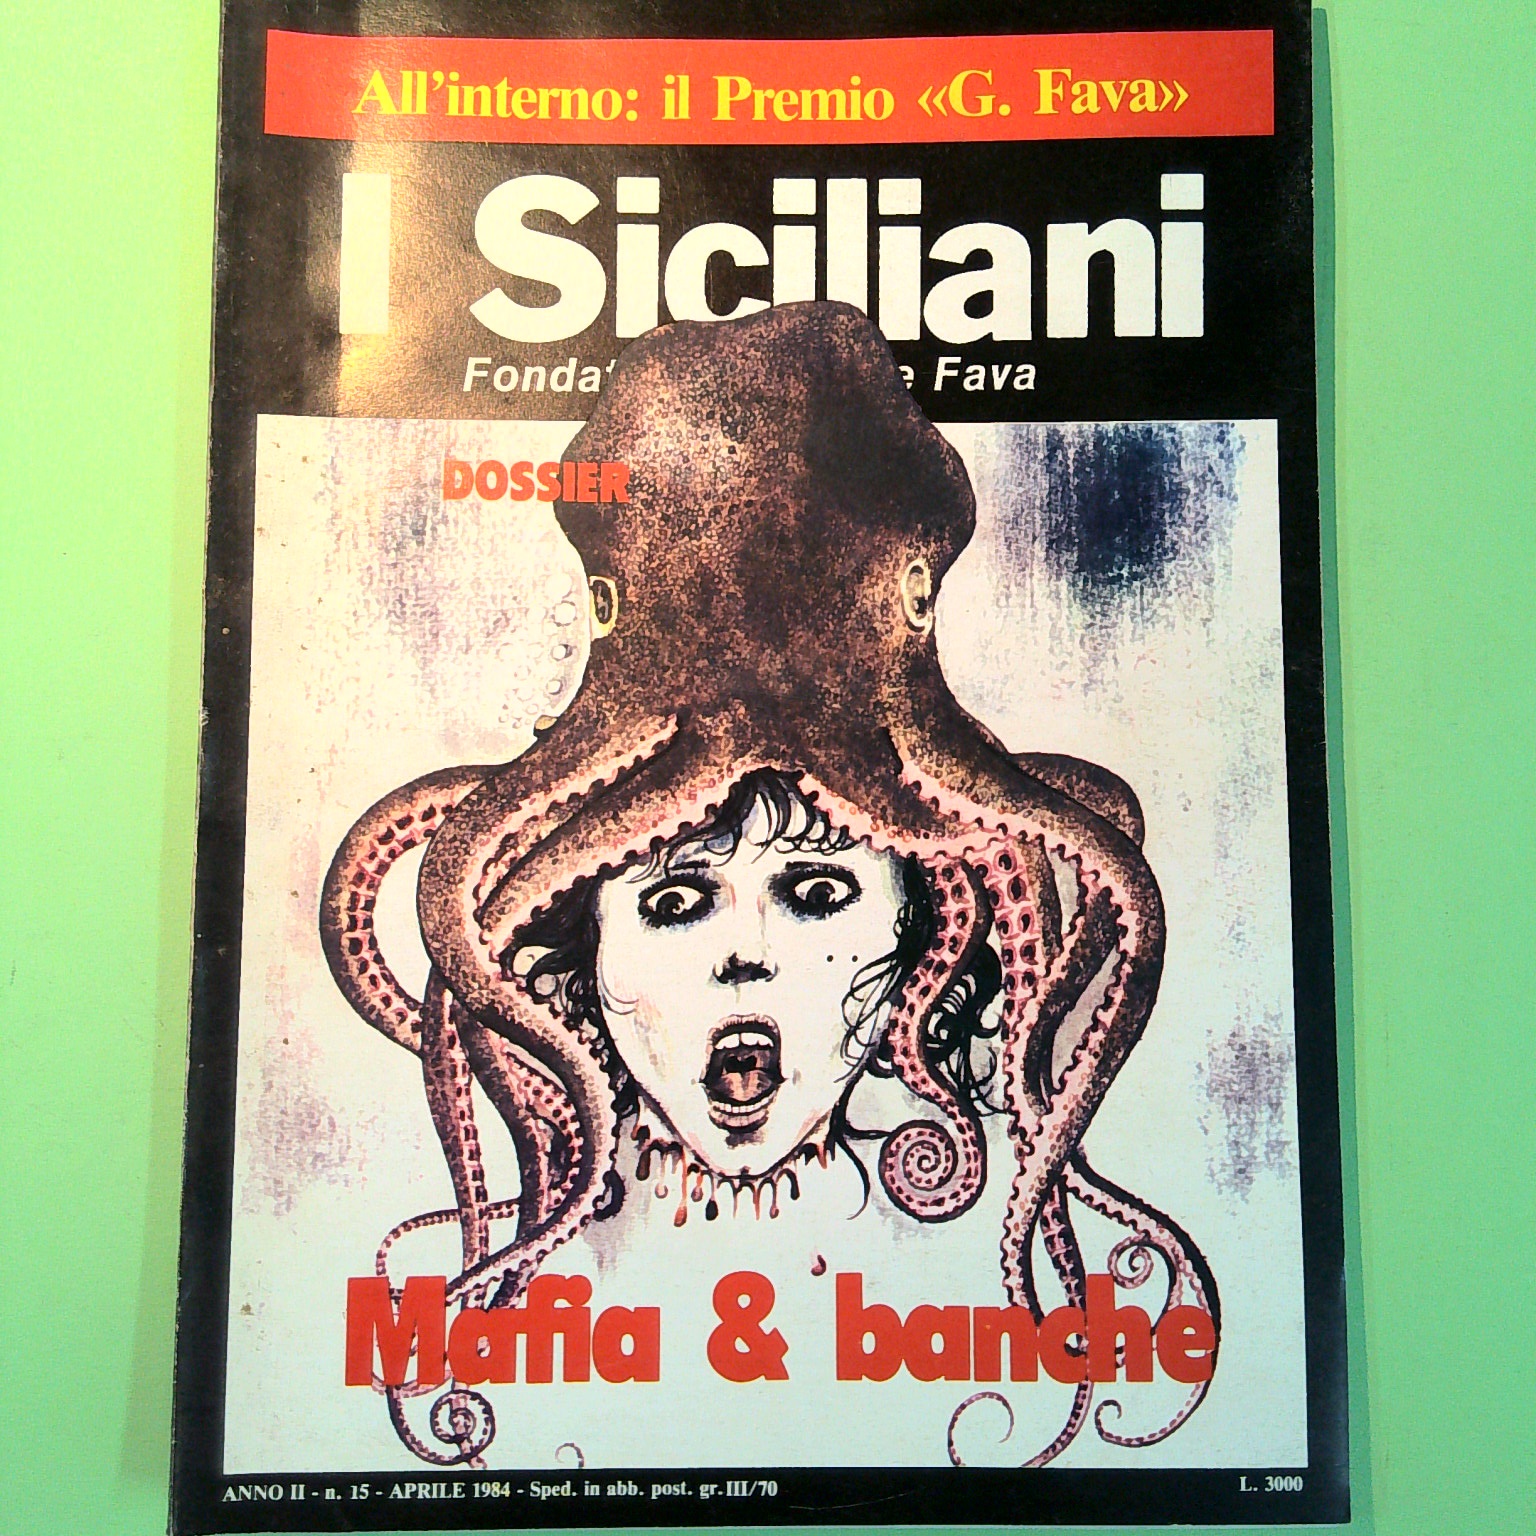 All'interno: il Premio «G. Fava»
I Siciliani
Fondat e Fava
DOSSIER
Mafia & banche
ANNO II - n. 15 - APRILE 1984 - Sped. in abb. post. gr. III/70
L. 3000